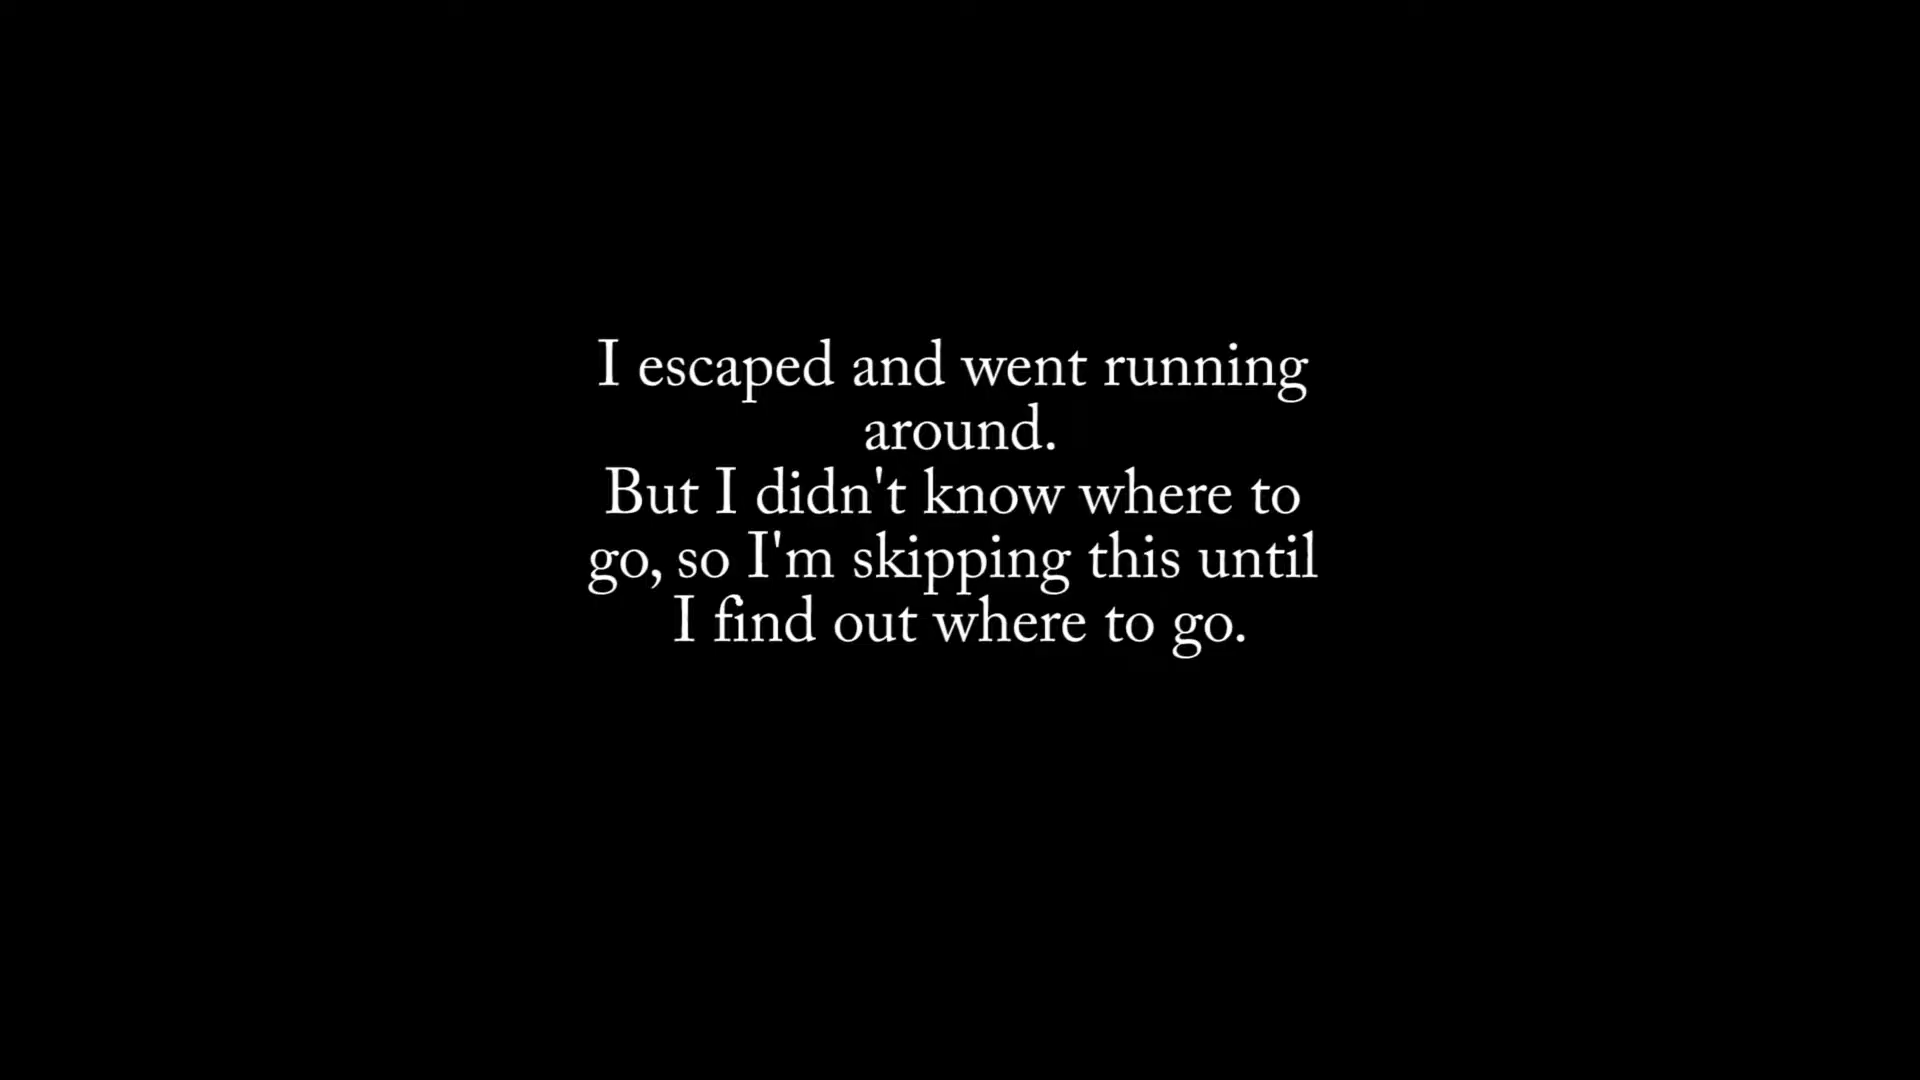 I escaped and went running
around.
But I didn't know where to
go, so I'm skipping this until
I find out where to go.